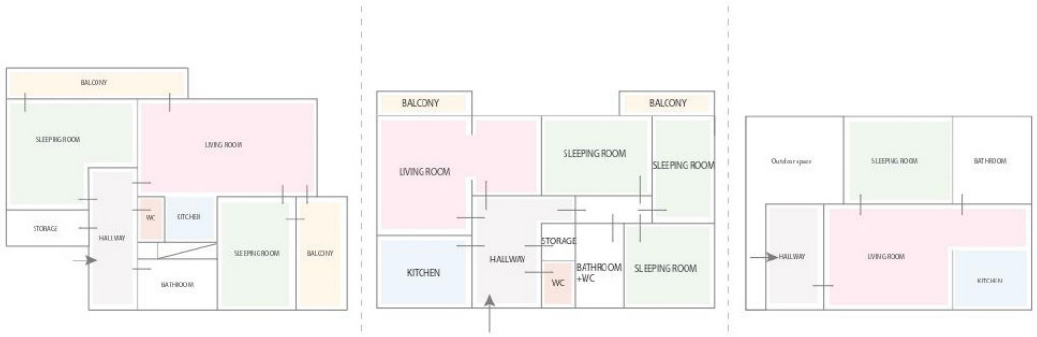 BALCONY
SLEEPING ROOM
LIVING ROOM
STORAGE
HALLWAY
WC
KITCHEN
BATHROOM
SLEEPING ROOM
BALCONY
BALCONY
BALCONY
LIVING ROOM
SLEEPING ROOM
SLEEPING ROOM
KITCHEN
HALLWAY
STORAGE
WC
BATHROOM
+WC
SLEEPING ROOM
Outdoor space
SLEEPING ROOM
BATHROOM
HALLWAY
LIVING ROOM
KITCHEN